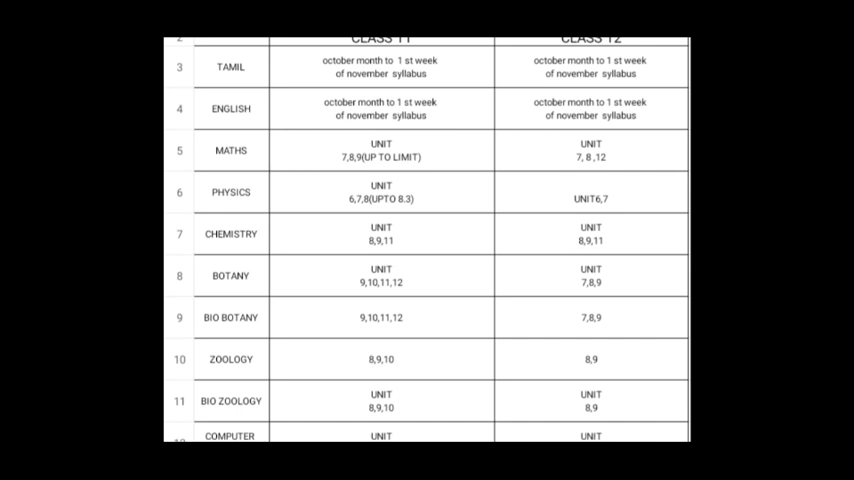 2 CLASS 11 CLASS 12
3 TAMIL october month to 1 st week of november syllabus october month to 1 st week of november syllabus
4 ENGLISH october month to 1 st week of november syllabus october month to 1 st week of november syllabus
5 MATHS UNIT 7,8,9(UP TO LIMIT) UNIT 7, 8 ,12
6 PHYSICS UNIT 6,7,8(UPTO 8.3) UNIT6,7
7 CHEMISTRY UNIT 8,9,11 UNIT 8,9,11
8 BOTANY UNIT 9,10,11,12 UNIT 7,8,9
9 BIO BOTANY 9,10,11,12 7,8,9
10 ZOOLOGY 8,9,10 8,9
11 BIO ZOOLOGY UNIT 8,9,10 UNIT 8,9
COMPUTER UNIT UNIT